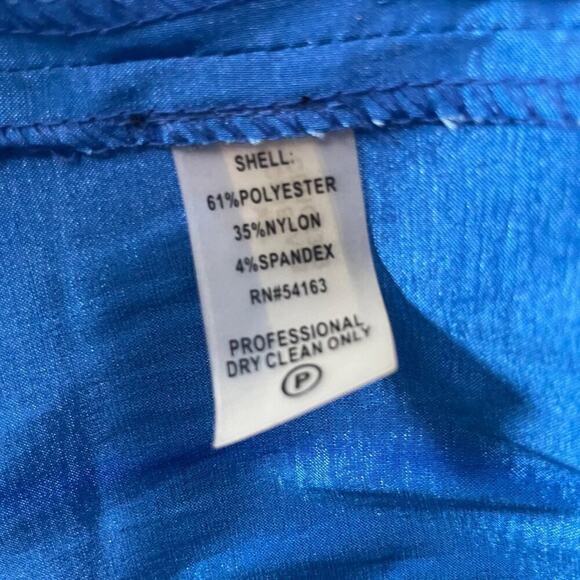 SHELL:
61%POLYESTER
35%NYLON
4%SPANDEX
RN#54163
PROFESSIONAL
DRY CLEAN ONLY
P